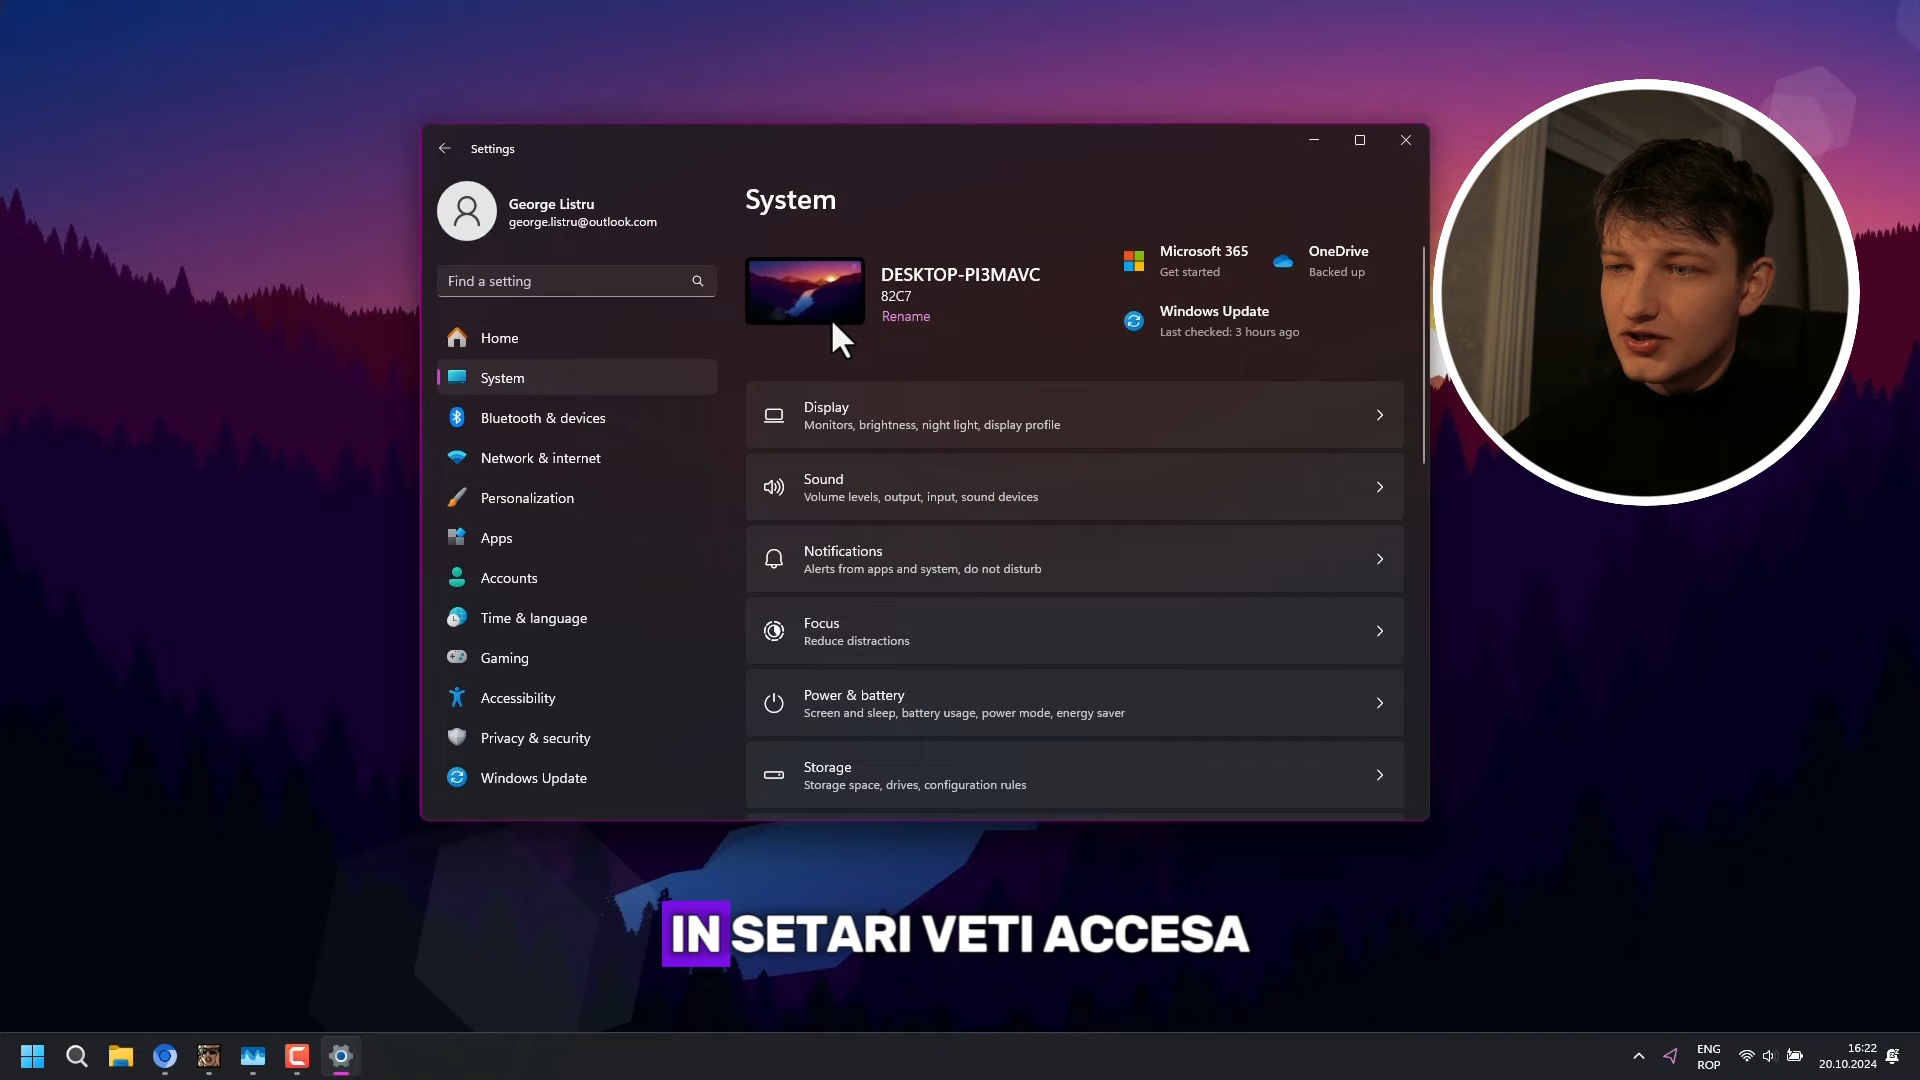 Settings
George Listru
george.listru@outlook.com
Find a setting
Home
System
Bluetooth & devices
Network & internet
Personalization
Apps
Accounts
Time & language
Gaming
Accessibility
Privacy & security
Windows Update
System
DESKTOP-PI3MAVC
82C7
Rename
Microsoft 365
Get started
OneDrive
Backed up
Windows Update
Last checked: 3 hours ago
Display
Monitors, brightness, night light, display profile
Sound
Volume levels, output, input, sound devices
Notifications
Alerts from apps and system, do not disturb
Focus
Reduce distractions
Power & battery
Screen and sleep, battery usage, power mode, energy saver
Storage
Storage space, drives, configuration rules
IN SETARI VETI ACCESA
ENG
ROP
16:22
20.10.2024